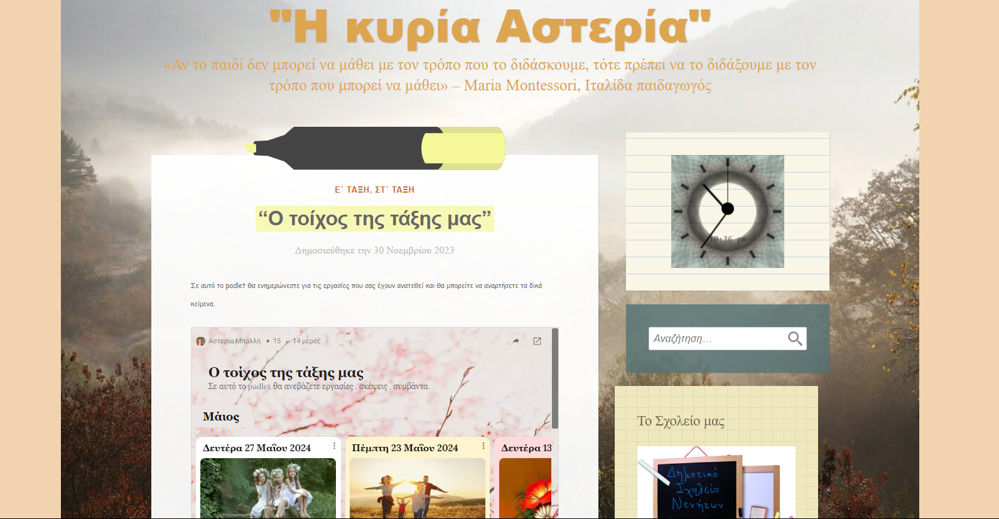 "Η κυρία Αστερία"
«Αν το παιδί δεν μπορεί να μάθει με τον τρόπο που το διδάσκουμε, τότε πρέπει να το διδάξουμε με τον
τρόπο που μπορεί να μάθει» – Maria Montessori, Ιταλίδα παιδαγωγός
Ε΄ ΤΑΞΗ, ΣΤ΄ ΤΑΞΗ
“Ο τοίχος της τάξης μας”
Δημοσιεύθηκε την 30 Νοεμβρίου 2023
Σε αυτό το padlet θα ενημερώνεστε για τις εργασίες που σας έχουν ανατεθεί και θα μπορείτε να αναρτήσετε τα δικά
κείμενα.
Αστερία Μπαλλή + 15 – 14 μέρες
Ο τοίχος της τάξης μας
Σε αυτό το padlet θα ανεβάζετε εργασίες , σκέψεις , συμβάντα.
Μάιος
Δευτέρα 27 Μαΐου 2024
Πέμπτη 23 Μαΐου 2024
Δευτέρα 13
10:36 pm
Αναζήτηση…
Το Σχολείο μας
Δημοτικό
Σχολείο
Νενήτων